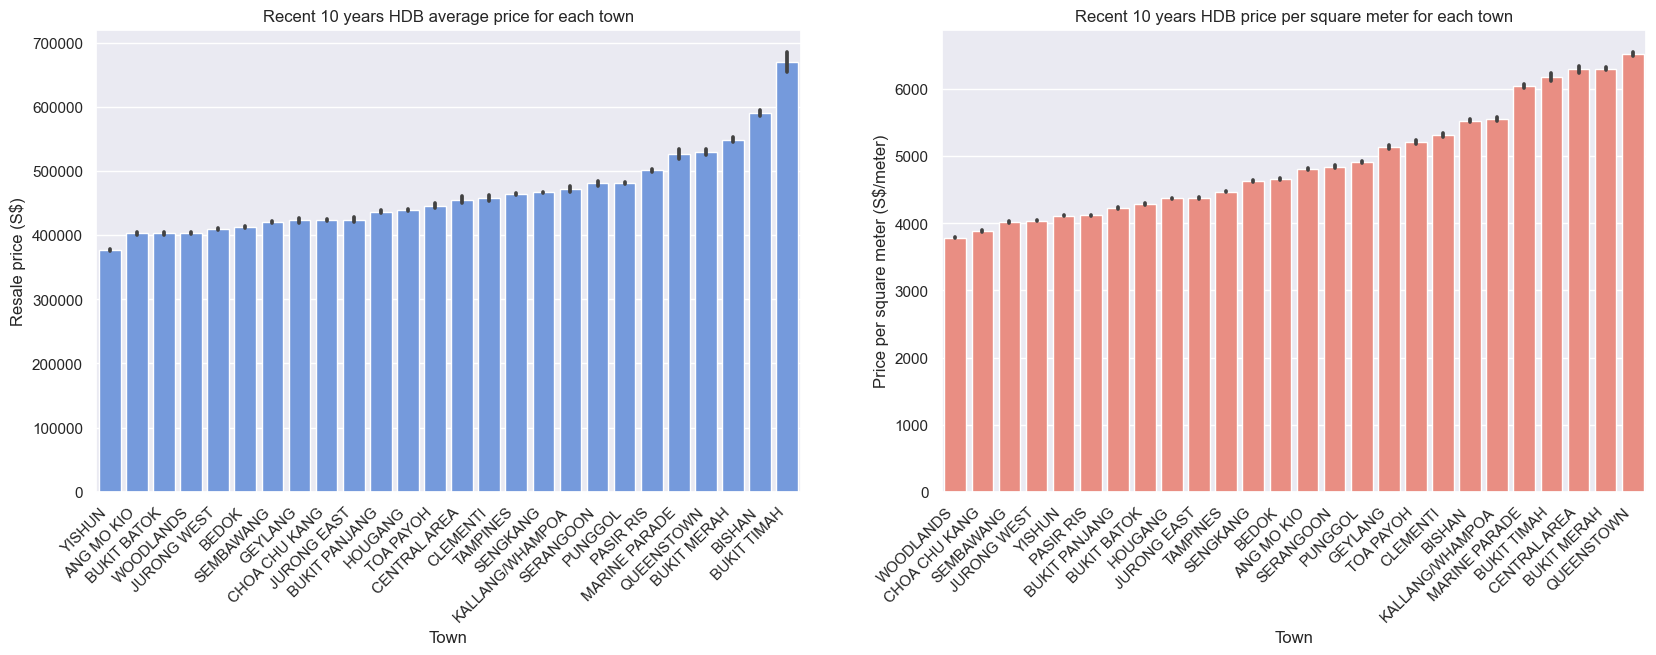 Recent 10 years HDB average price for each town
Resale price (S$)
700000
600000
500000
400000
300000
200000
100000
0
YISHUN
ANG MO KIO
BUKIT BATOK
WOODLANDS
JURONG WEST
BEDOK
SEMBAWANG
GEYLANG
CHOA CHU KANG
JURONG EAST
BUKIT PANJANG
HOUGANG
TOA PAYOH
CENTRAL AREA
CLEMENTI
TAMPINES
SENGKANG
KALLANG/WHAMPOA
SERANGOON
PUNGGOL
PASIR RIS
MARINE PARADE
QUEENSTOWN
BUKIT MERAH
BISHAN
BUKIT TIMAH
Town
Recent 10 years HDB price per square meter for each town
Price per square meter (S$/meter)
6000
5000
4000
3000
2000
1000
0
WOODLANDS
CHOA CHU KANG
SEMBAWANG
JURONG WEST
YISHUN
PASIR RIS
BUKIT PANJANG
BUKIT BATOK
HOUGANG
JURONG EAST
TAMPINES
SENGKANG
BEDOK
ANG MO KIO
SERANGOON
PUNGGOL
GEYLANG
TOA PAYOH
CLEMENTI
BISHAN
KALLANG/WHAMPOA
MARINE PARADE
BUKIT TIMAH
CENTRAL AREA
BUKIT MERAH
QUEENSTOWN
Town